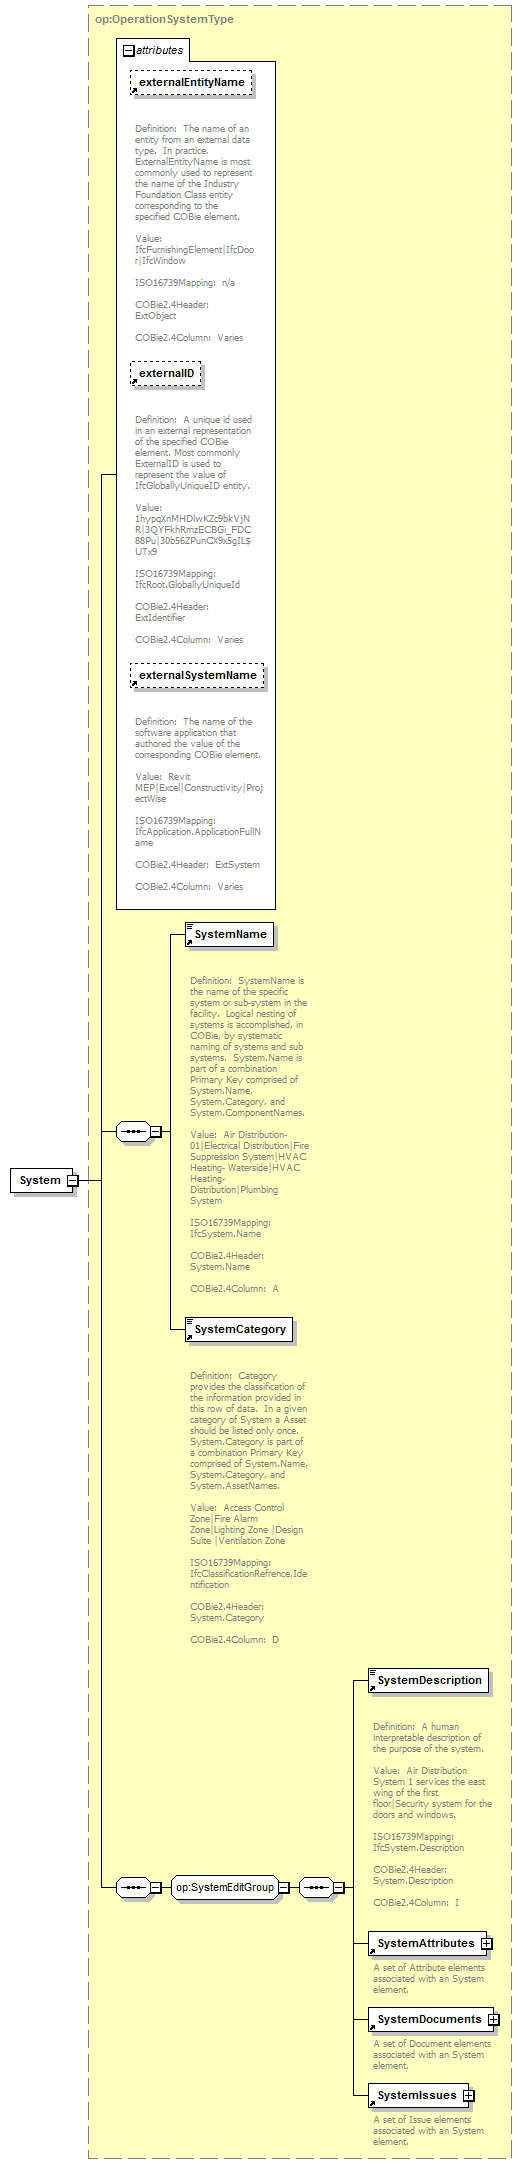 op:OperationSystemType
attributes
externalEntityName
Definition:  The name of an
entity from an external data
type.  In practice,
ExternalEntityName is most
commonly used to represent
the name of the Industry
Foundation Class entity
corresponding to the
specified COBie element.
Value:
IfcFurnishingElement|IfcDoo
r|IfcWindow
ISO16739Mapping:  n/a
COBie2.4Header:
ExtObject
COBie2.4Column:  Varies
externalID
Definition:  A unique id used
in an external representation
of the specified COBie
element. Most commonly
ExternalID is used to
represent the value of
IfcGloballyUniqueID entity.
Value:
1hypqXnMHDlwKZc9bkVjN
R|3QYFkhRmzECBGi_FDC
88Pu|30b56ZPunCX9x5gIL$
UTx9
ISO16739Mapping:
IfcRoot.GloballyUniqueId
COBie2.4Header:
ExtIdentifier
COBie2.4Column:  Varies
externalSystemName
Definition:  The name of the
software application that
authored the value of the
corresponding COBie element.
Value:  Revit
MEP|Excel|Constructivity|Proj
ectWise
ISO16739Mapping:
IfcApplication.ApplicationFullN
ame
COBie2.4Header:  ExtSystem
COBie2.4Column:  Varies
SystemName
Definition:  SystemName is
the name of the specific
system or sub-system in the
facility.  Logical nesting of
systems is accomplished, in
COBie, by systematic
naming of systems and sub
systems.  System.Name is
part of a combination
Primary Key comprised of
System.Name,
System.Category, and
System.ComponentNames.
Value:  Air Distribution-
01|Electrical Distribution|Fire
Suppression System|HVAC
Heating- Waterside|HVAC
Heating-
Distribution|Plumbing
System
ISO16739Mapping:
IfcSystem.Name
COBie2.4Header:
System.Name
COBie2.4Column:  A
System
SystemCategory
Definition:  Category
provides the classification of
the information provided in
this row of data.  In a given
category of System a Asset
should be listed only once.
System.Category is part of
a combination Primary Key
comprised of System.Name,
System.Category, and
System.AssetNames.
Value:  Access Control
Zone|Fire Alarm
Zone|Lighting Zone |Design
Suite |Ventilation Zone
ISO16739Mapping:
IfcClassificationRefrence.Ide
ntification
COBie2.4Header:
System.Category
COBie2.4Column:  D
op:SystemEditGroup
SystemDescription
Definition:  A human
interpretable description of
the purpose of the system.
Value:  Air Distribution
System 1 services the east
wing of the first
floor|Security system for the
doors and windows.
ISO16739Mapping:
IfcSystem.Description
COBie2.4Header:
System.Description
COBie2.4Column:  I
SystemAttributes
A set of Attribute elements
associated with an System
element.
SystemDocuments
A set of Document elements
associated with an System
element.
SystemIssues
A set of Issue elements
associated with an System
element.